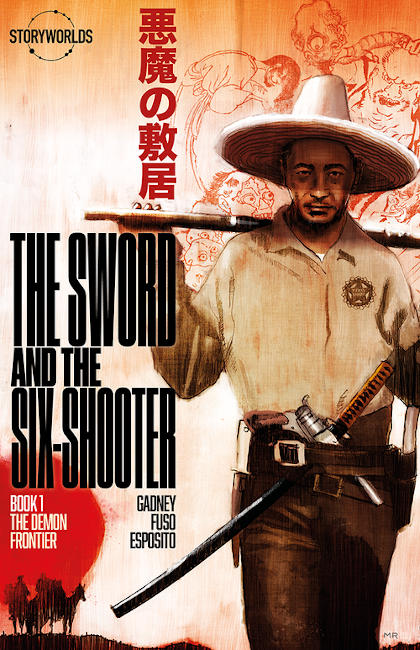 STORYWORLDS
悪魔の敷居
THE SWORD
AND THE
SIX-SHOOTER
BOOK 1
THE DEMON
FRONTIER
GADNEY
FUSO
ESPOSITO
MR